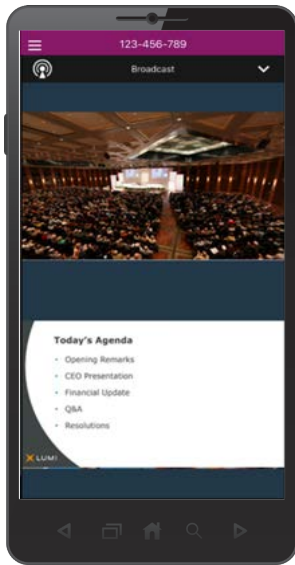 123-456-789
Broadcast
Today's Agenda
• Opening Remarks
• CEO Presentation
• Financial Update
• Q&A
• Resolutions
LUMI